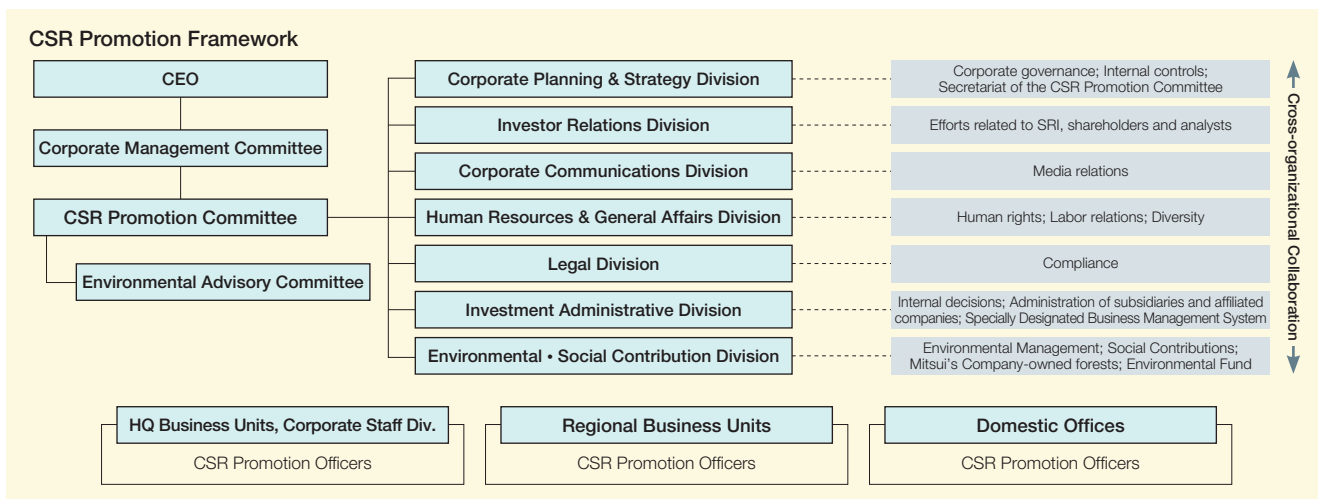 CSR Promotion Framework
CEO
Corporate Management Committee
CSR Promotion Committee
Environmental Advisory Committee
Corporate Planning & Strategy Division
Corporate governance; Internal controls;
Secretariat of the CSR Promotion Committee
Investor Relations Division
Efforts related to SRI, shareholders and analysts
Corporate Communications Division
Media relations
Human Resources & General Affairs Division
Human rights; Labor relations; Diversity
Legal Division
Compliance
Investment Administrative Division
Internal decisions; Administration of subsidiaries and affiliated
companies; Specially Designated Business Management System
Environmental • Social Contribution Division
Environmental Management; Social Contributions;
Mitsui's Company-owned forests; Environmental Fund
Cross-organizational Collaboration
HQ Business Units, Corporate Staff Div.
CSR Promotion Officers
Regional Business Units
CSR Promotion Officers
Domestic Offices
CSR Promotion Officers